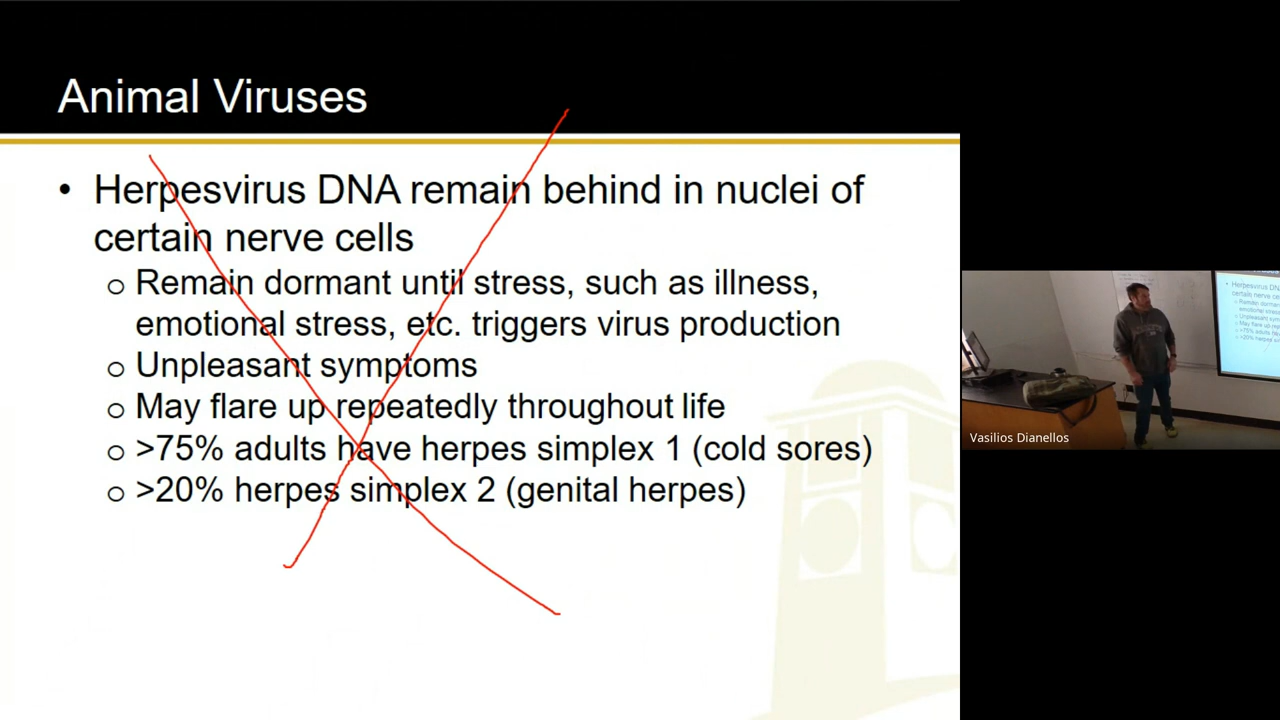 Animal Viruses
• Herpesvirus DNA remain behind in nuclei of
certain nerve cells
o Remain dormant until stress, such as illness,
emotional stress, etc. triggers virus production
o Unpleasant symptoms
o May flare up repeatedly throughout life
o >75% adults have herpes simplex 1 (cold sores)
o >20% herpes simplex 2 (genital herpes)
Vasilios Dianellos